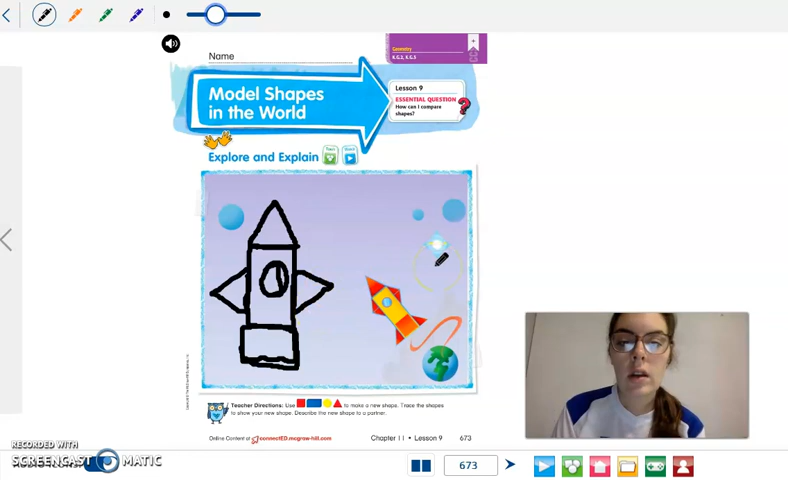 Name
Geometry
K.G.2, K.G.5
Model Shapes
in the World
Lesson 9
ESSENTIAL QUESTION
How can I compare
shapes?
?
Explore and Explain
Teacher Directions: Use to make a new shape. Trace the shapes
to show your new shape. Describe the new shape to a partner.
Online Content at connectED.mcgraw-hill.com
Chapter 11 • Lesson 9 673
673
RECORDED WITH
SCREENCAST MATIC